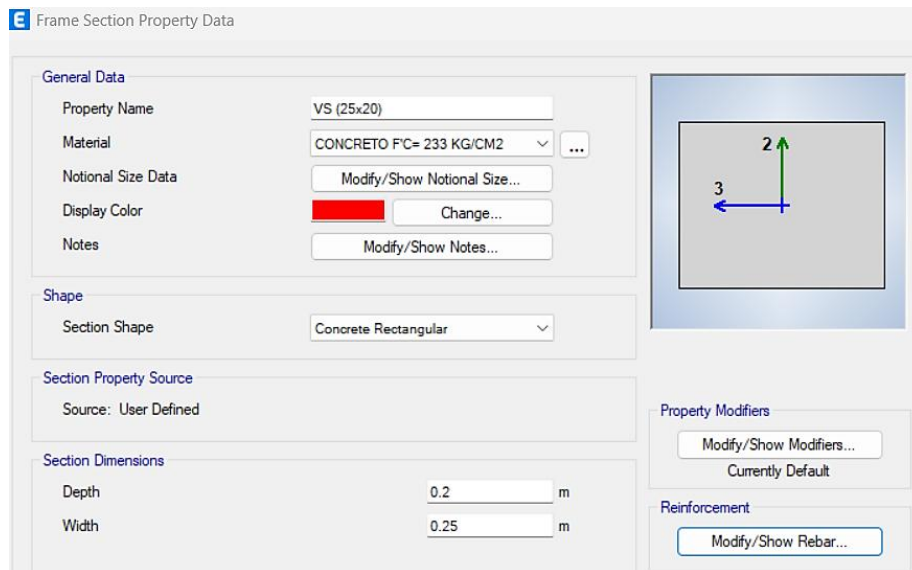 E Frame Section Property Data
General Data
Property Name VS (25x20)
Material CONCRETO F'C= 233 KG/CM2 ...
Notional Size Data Modify/Show Notional Size...
Display Color Change...
Notes Modify/Show Notes...
2
3
Shape
Section Shape Concrete Rectangular
Section Property Source
Source: User Defined
Section Dimensions
Depth 0.2 m
Width 0.25 m
Property Modifiers
Modify/Show Modifiers...
Currently Default
Reinforcement
Modify/Show Rebar...